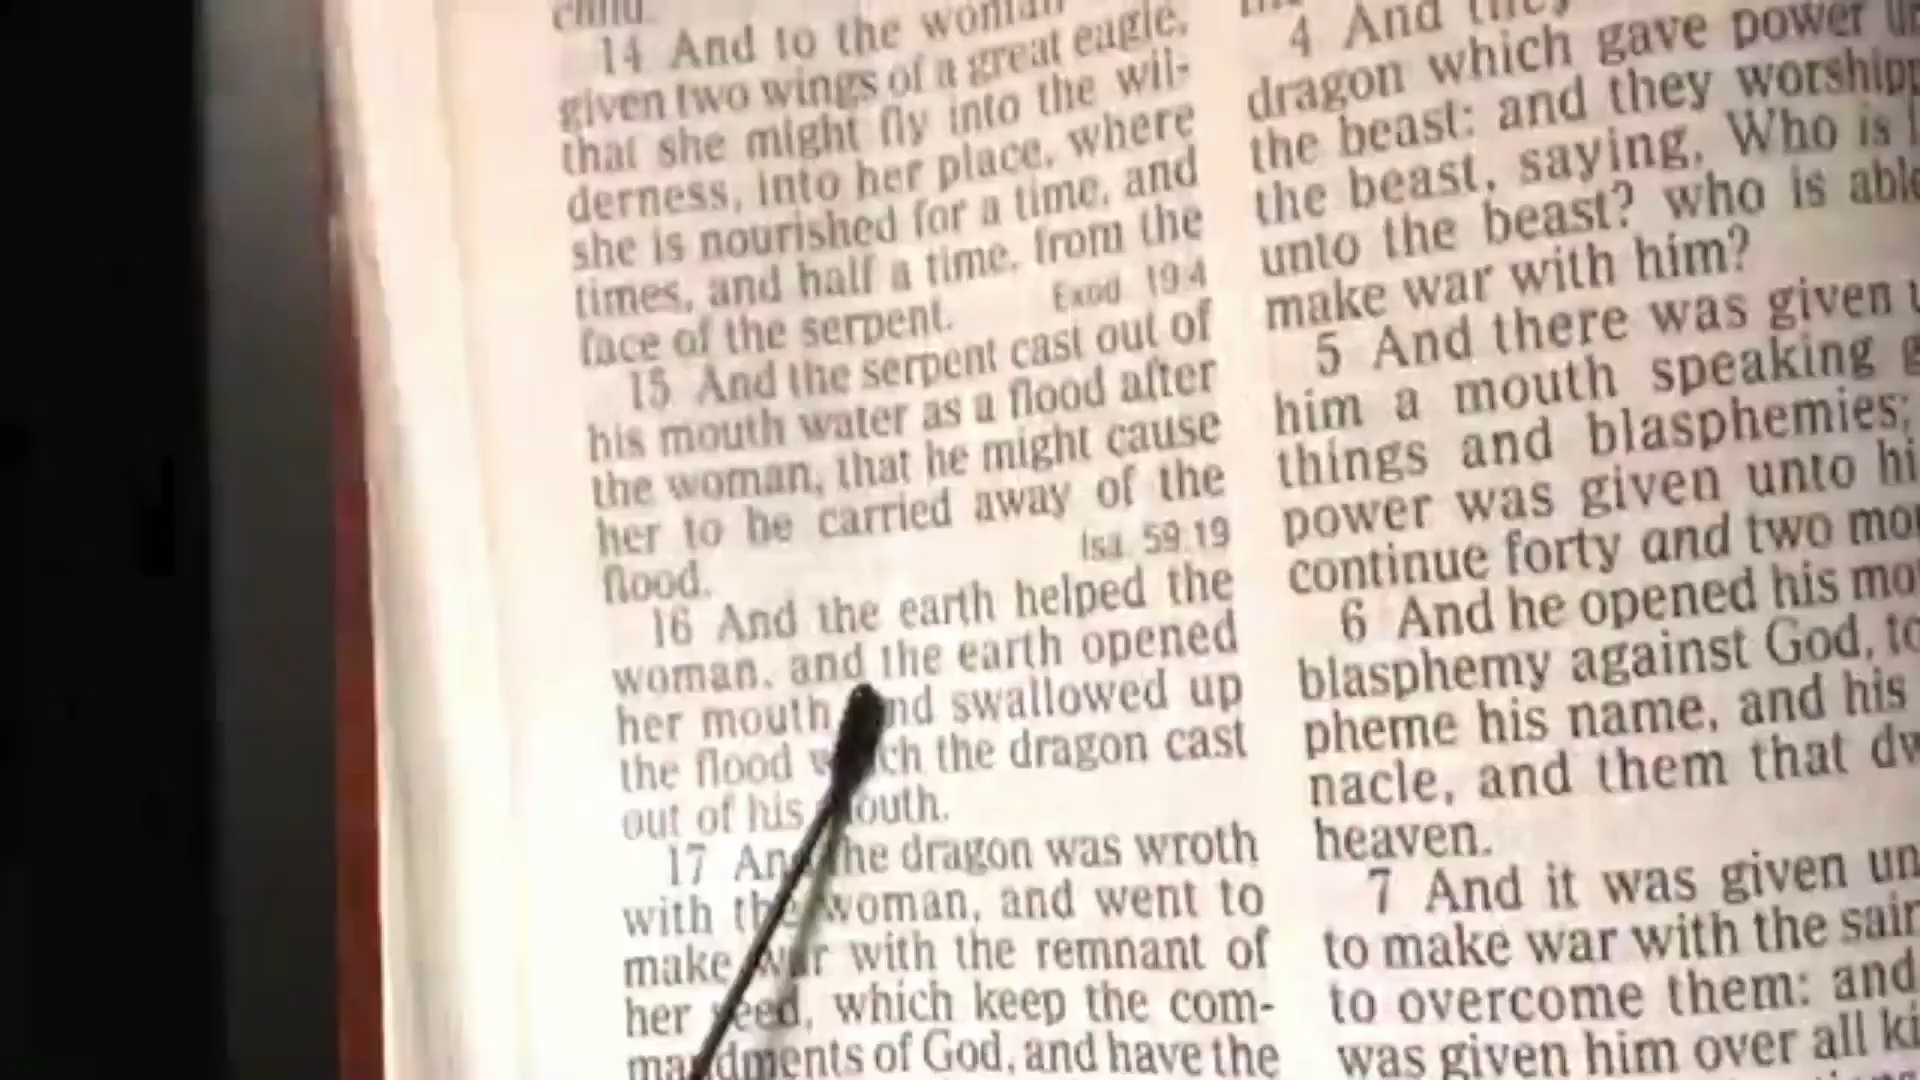 child.
14 And to the woman
given two wings of a great eagle,
that she might fly into the wil-
derness, into her place, where
she is nourished for a time, and
times, and half a time, from the
face of the serpent. Exod. 19:4
15 And the serpent cast out of
his mouth water as a flood after
the woman, that he might cause
her to be carried away of the
flood. Isa. 59:19
16 And the earth helped the
woman, and the earth opened
her mouth and swallowed up
the flood which the dragon cast
out of his mouth.
17 And the dragon was wroth
with the woman, and went to
make war with the remnant of
her seed, which keep the com-
mandments of God, and have the
4 And they
dragon which gave power
the beast: and they worshipp
the beast, saying, Who is
unto the beast? who is able
make war with him?
5 And there was given
him a mouth speaking
things and blasphemies;
power was given unto hi
continue forty and two mo
6 And he opened his mo
blasphemy against God, to
pheme his name, and his
nacle, and them that dw
heaven.
7 And it was given un
to make war with the sain
to overcome them: and
was given him over all ki